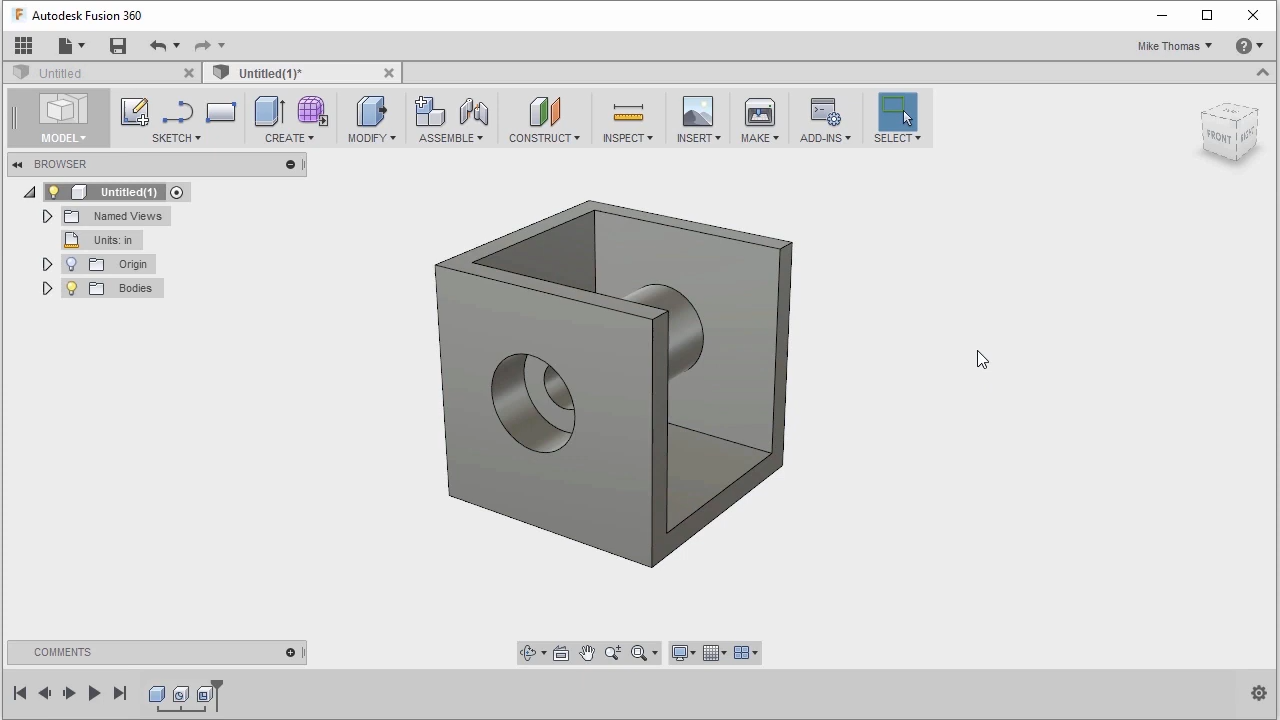 Autodesk Fusion 360
Mike Thomas
Untitled
Untitled(1)*
MODEL
SKETCH
CREATE
MODIFY
ASSEMBLE
CONSTRUCT
INSPECT
INSERT
MAKE
ADD-INS
SELECT
FRONT
BROWSER
Untitled(1)
Named Views
Units: in
Origin
Bodies
COMMENTS